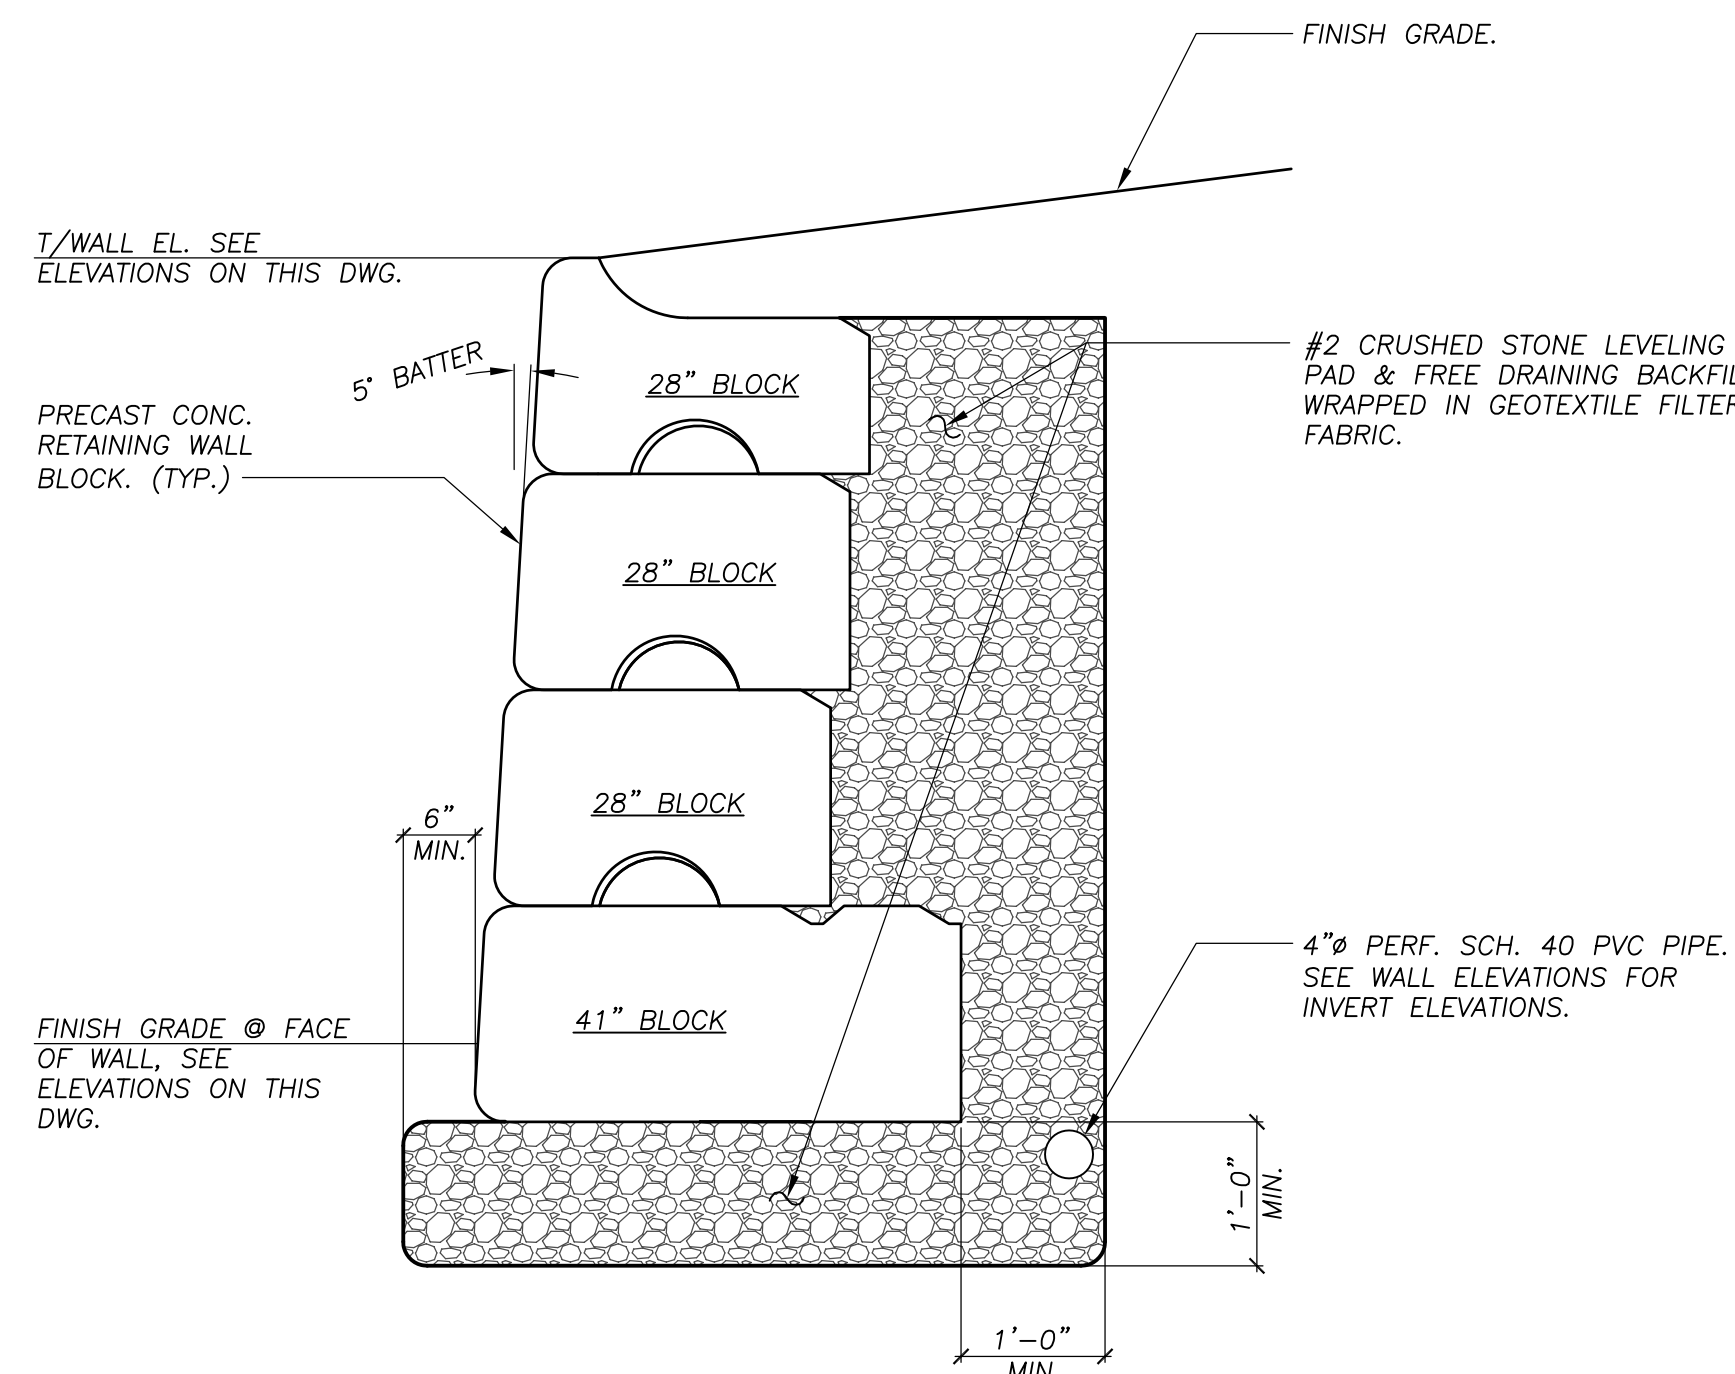 FINISH GRADE.
T/WALL EL. SEE
ELEVATIONS ON THIS DWG.
5° BATTER
28” BLOCK
#2 CRUSHED STONE LEVELING
PAD & FREE DRAINING BACKFIL
WRAPPED IN GEOTEXTILE FILTER
FABRIC.
PRECAST CONC.
RETAINING WALL
BLOCK. (TYP.)
28” BLOCK
28” BLOCK
6”
MIN.
4”ø PERF. SCH. 40 PVC PIPE.
SEE WALL ELEVATIONS FOR
INVERT ELEVATIONS.
41” BLOCK
FINISH GRADE @ FACE
OF WALL, SEE
ELEVATIONS ON THIS
DWG.
1’-0”
MIN.
1’-0”
MIN